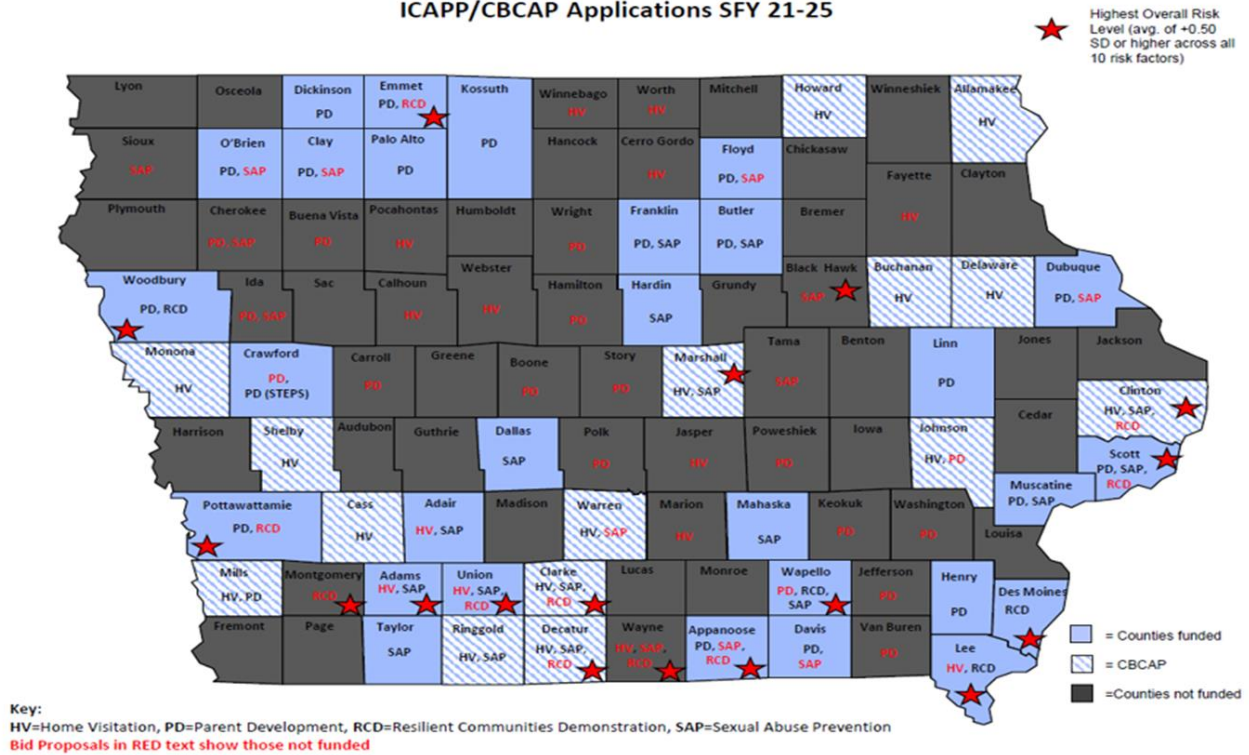 ICAPP/CBCAP Applications SFY 21-25
Highest Overall Risk
Level (avg. of +0.50
SD or higher across all
10 risk factors)
Lyon
Osceola
Dickinson
PD
Emmet
PD, RCD
Kossuth
PD
Winnebago
HV
Worth
HV
Mitchell
Howard
HV
Winneshiek
Allamakee
HV
Sioux
SAP
O'Brien
PD, SAP
Clay
PD, SAP
Palo Alto
PD
Hancock
Cerro Gordo
HV
Floyd
PD, SAP
Chickasaw
Fayette
HV
Clayton
Plymouth
Cherokee
PD, SAP
Buena Vista
PD
Pocahontas
HV
Humboldt
Wright
PD
Franklin
PD, SAP
Butler
PD, SAP
Bremer
Woodbury
PD, RCD
Ida
PD, SAP
Sac
Calhoun
HV
Webster
HV
Hamilton
PD
Hardin
SAP
Grundy
Black Hawk
SAP
Buchanan
HV
Delaware
HV
Dubuque
PD, SAP
Monona
HV
Crawford
PD,
PD (STEPS)
Carroll
PD
Greene
Boone
PD
Story
PD
Marshall
HV, SAP
Tama
SAP
Benton
Linn
PD
Jones
Jackson
Clinton
HV, SAP,
RCD
Harrison
Shelby
HV
Audubon
Guthrie
Dallas
SAP
Polk
PD
Jasper
HV
Poweshiek
PD
Iowa
Johnson
HV, PD
Cedar
Scott
PD, SAP,
RCD
Muscatine
PD, SAP
Pottawattamie
PD, RCD
Cass
HV
Adair
HV, SAP
Madison
Warren
HV, SAP
Marion
HV
Mahaska
SAP
Keokuk
PD
Washington
PD
Louisa
Mills
HV, PD
Montgomery
RCD
Adams
HV, SAP
Union
HV, SAP,
RCD
Clarke
HV, SAP,
RCD
Lucas
Monroe
Wapello
PD, RCD,
SAP
Jefferson
PD
Henry
PD
Des Moines
RCD
Fremont
Page
Taylor
SAP
Ringgold
HV, SAP
Decatur
HV, SAP,
RCD
Wayne
HV, SAP,
RCD
Appanoose
PD, SAP,
RCD
Davis
PD,
SAP
Van Buren
PD
Lee
HV, RCD
= Counties funded
= CBCAP
=Counties not funded
Key:
HV=Home Visitation, PD=Parent Development, RCD=Resilient Communities Demonstration, SAP=Sexual Abuse Prevention
Bid Proposals in RED text show those not funded